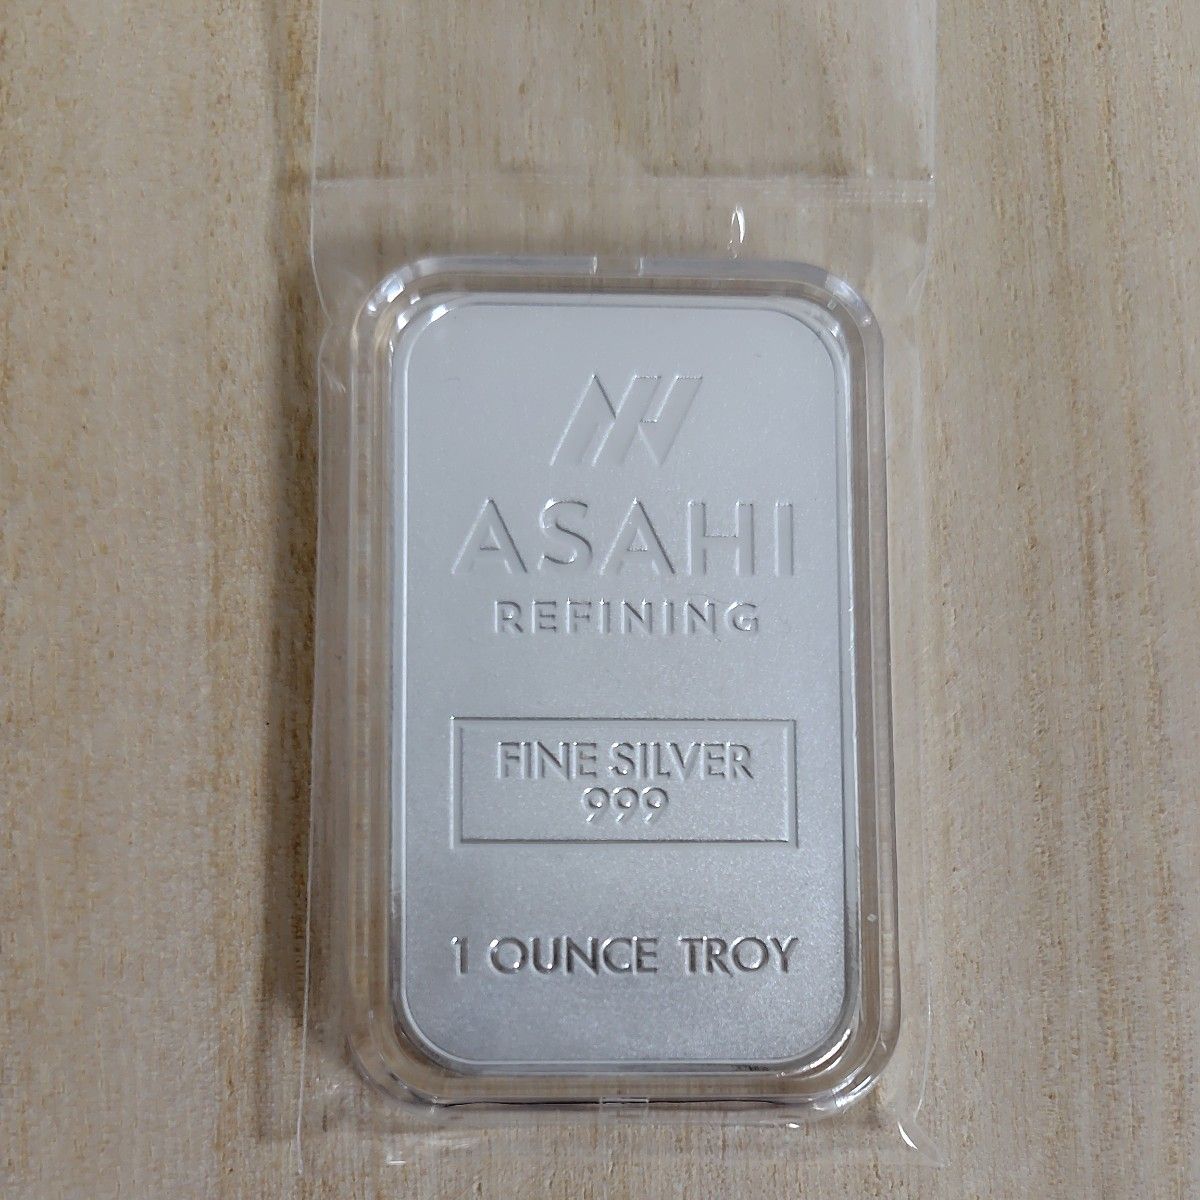 ASAHI
REFINING
FINE SILVER
999
1 OUNCE TROY